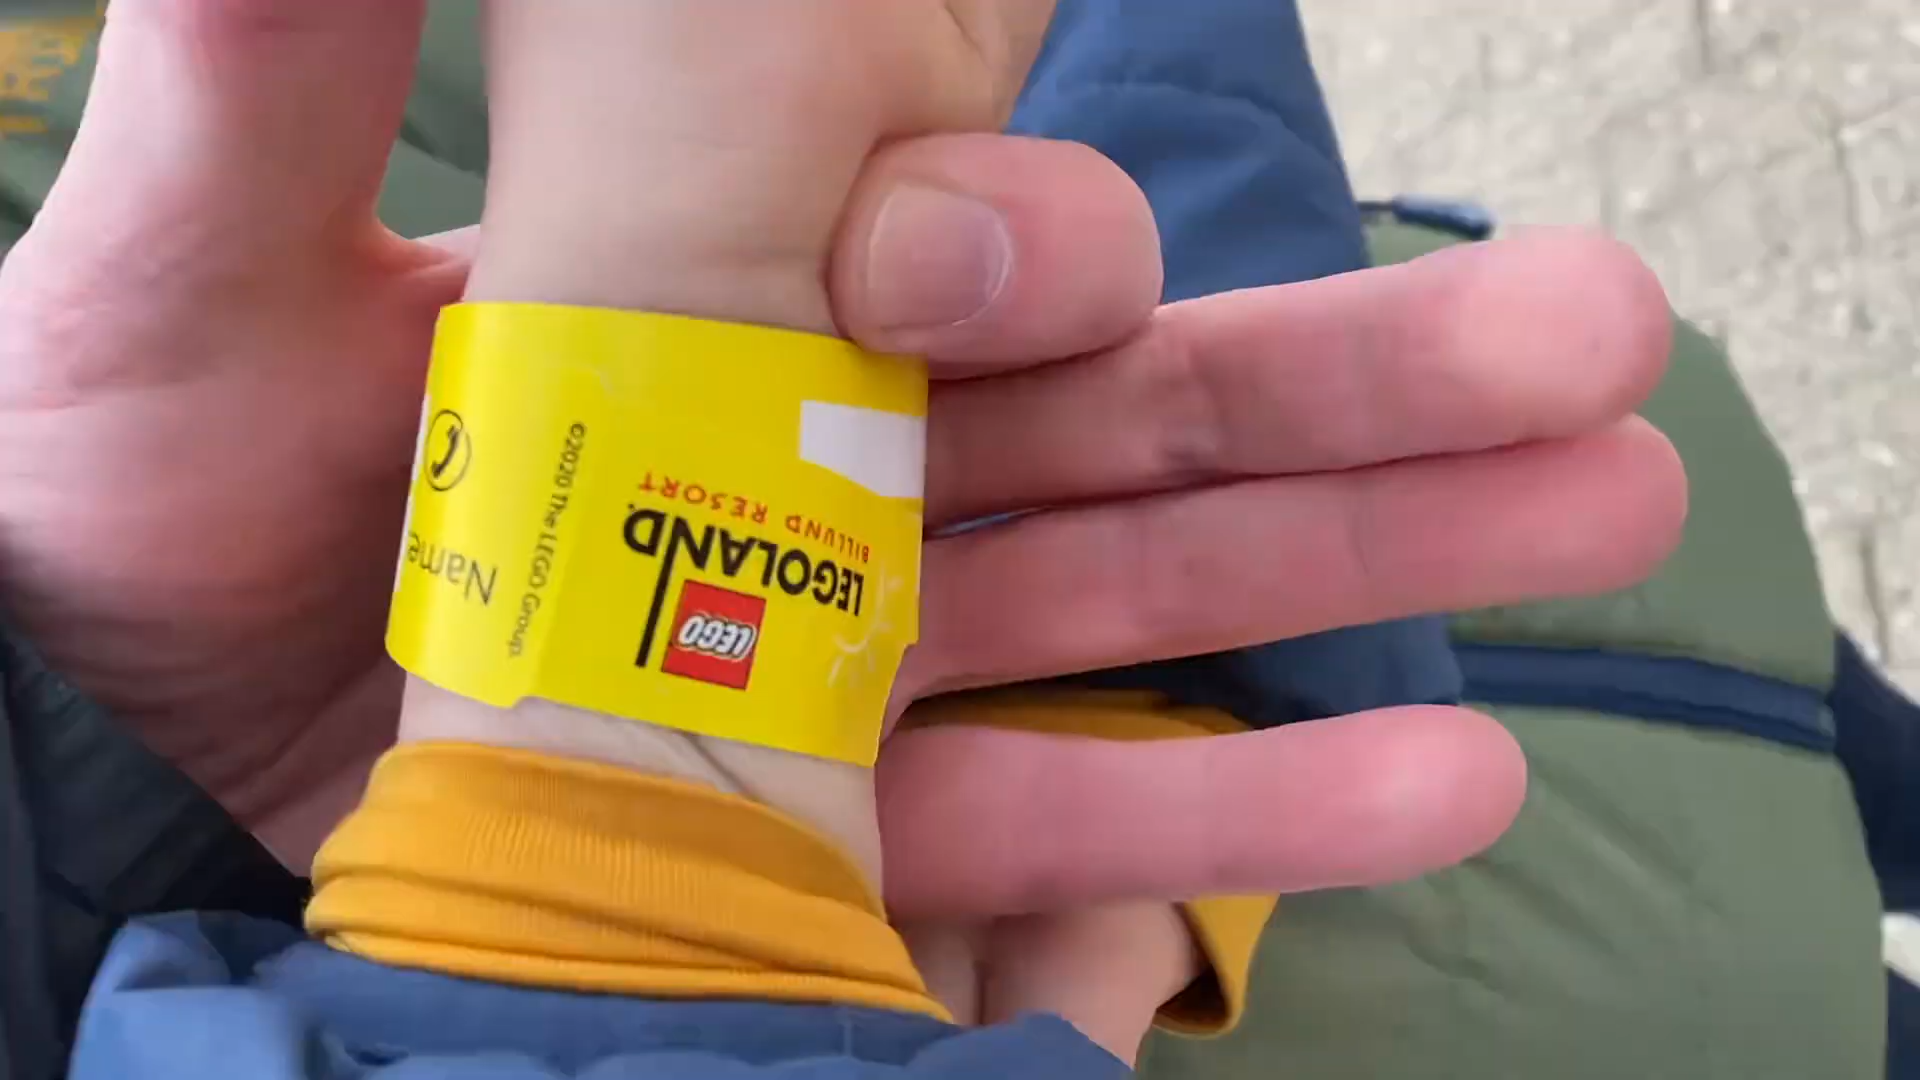 LEGO
LEGOLAND.
BILLUND RESORT
©2020 The LEGO Group.
Name